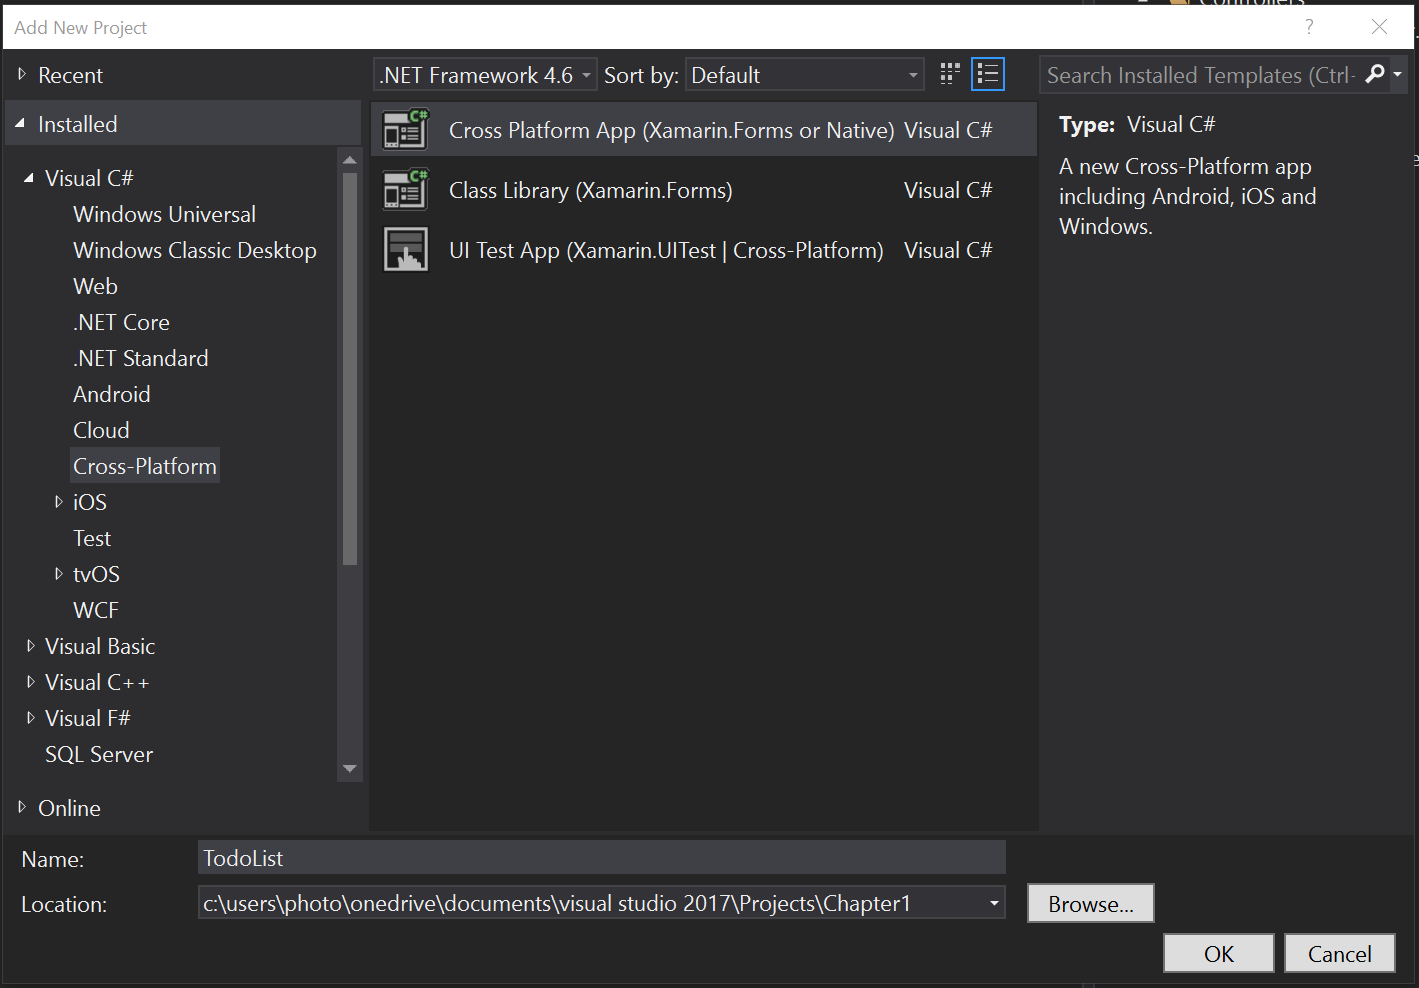 Controllers
Add New Project
?
Recent
.NET Framework 4.6
Sort by:
Default
Search Installed Templates (Ctrl-
Installed
Visual C#
Windows Universal
Windows Classic Desktop
Web
.NET Core
.NET Standard
Android
Cloud
Cross-Platform
iOS
Test
tvOS
WCF
Visual Basic
Visual C++
Visual F#
SQL Server
Online
C#
Cross Platform App (Xamarin.Forms or Native) Visual C#
C#
Class Library (Xamarin.Forms) Visual C#
UI Test App (Xamarin.UITest | Cross-Platform) Visual C#
Type: Visual C#
A new Cross-Platform app
including Android, iOS and
Windows.
Name: TodoList
Location: c:\users\photo\onedrive\documents\visual studio 2017\Projects\Chapter1
Browse...
OK Cancel